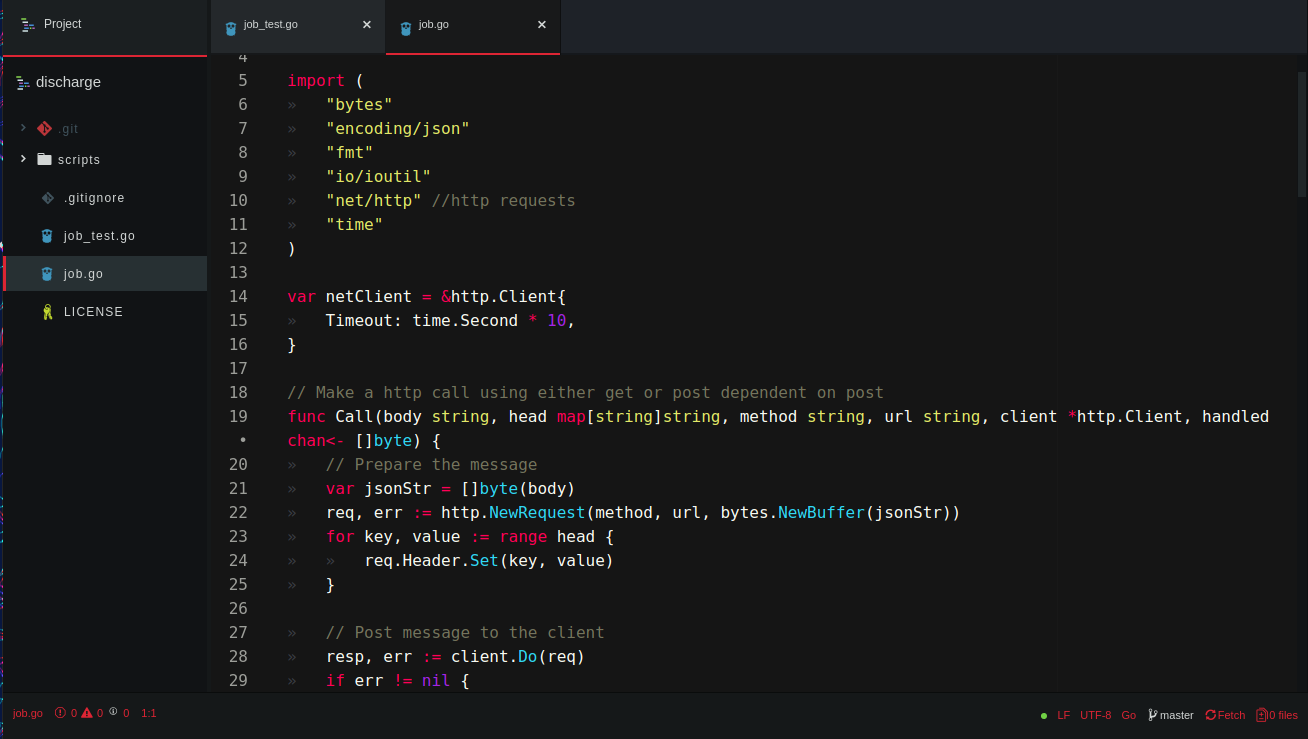 Project
job_test.go ×
job.go ×
discharge
.git
scripts
.gitignore
job_test.go
job.go
LICENSE
4
5 import (
6 » "bytes"
7 » "encoding/json"
8 » "fmt"
9 » "io/ioutil"
10 » "net/http" //http requests
11 » "time"
12 )
13
14 var netClient = &http.Client{
15 » Timeout: time.Second * 10,
16 }
17
18 // Make a http call using either get or post dependent on post
19 func Call(body string, head map[string]string, method string, url string, client *http.Client, handled
• chan<- []byte) {
20 » // Prepare the message
21 » var jsonStr = []byte(body)
22 » req, err := http.NewRequest(method, url, bytes.NewBuffer(jsonStr))
23 » for key, value := range head {
24 » » req.Header.Set(key, value)
25 » }
26
27 » // Post message to the client
28 » resp, err := client.Do(req)
29 » if err != nil {
job.go 0 0 0 1:1
LF UTF-8 Go master Fetch 0 files